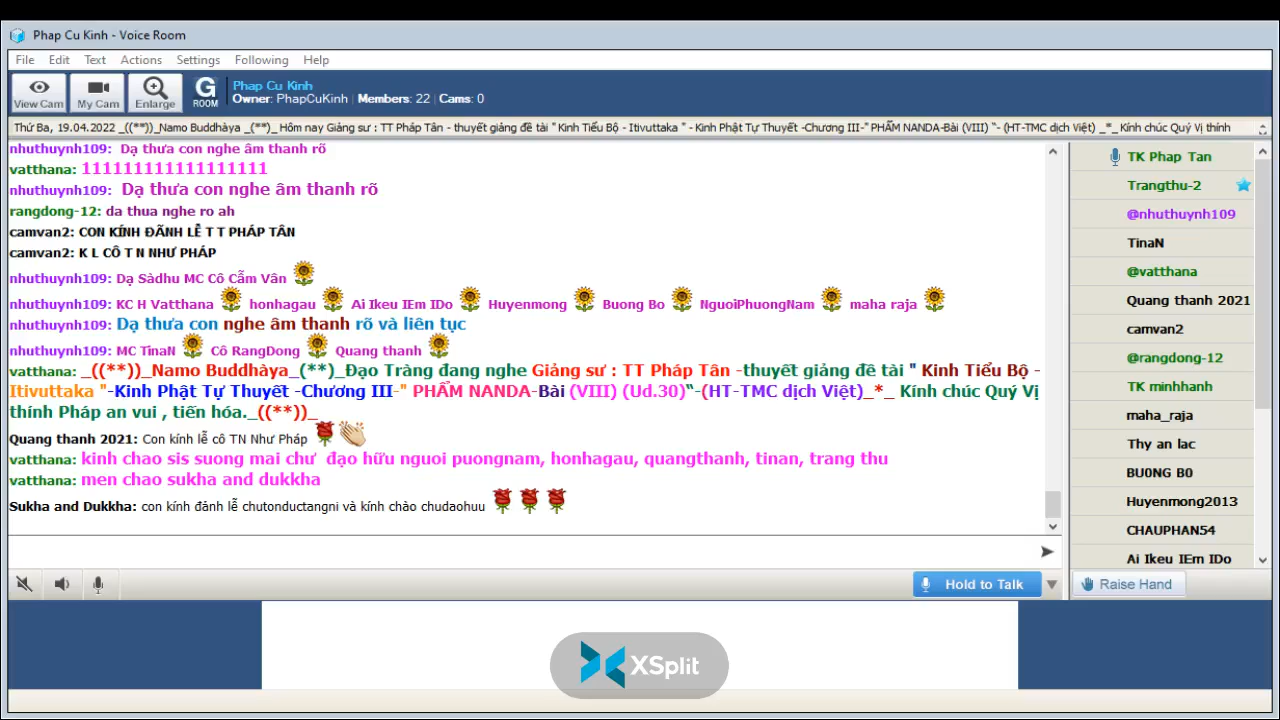 Phap Cu Kinh - Voice Room
File Edit Text Actions Settings Following Help
View Cam My Cam Enlarge G ROOM
Phap Cu Kinh
Owner: PhapCuKinh | Members: 22 | Cams: 0
Thứ Ba, 19.04.2022 _((**))_Namo Buddhàya _(**)_ Hôm nay Giảng sư : TT Pháp Tân - thuyết giảng đề tài " Kinh Tiểu Bộ - Itivuttaka " - Kinh Phật Tự Thuyết -Chương III-" PHẨM NANDA-Bài (VIII) “- (HT-TMC dịch Việt) _*_ Kính chúc Quý Vị thính
nhuthuynh109: Dạ thưa con nghe âm thanh rõ
vatthana: 1111111111111111111
nhuthuynh109: Dạ thưa con nghe âm thanh rõ
rangdong-12: da thua nghe ro ah
camvan2: CON KÍNH ĐÃNH LỄ T T PHÁP TÂN
camvan2: K L CÔ T N NHƯ PHÁP
nhuthuynh109: Dạ Sàdhu MC Cô Cẩm Vân
nhuthuynh109: KC H Vatthana honhagau Ai Ikeu IEm IDo Huyenmong Buong Bo NguoiPhuongNam maha raja
nhuthuynh109: Dạ thưa con nghe âm thanh rõ và liên tục
nhuthuynh109: MC TinaN Cô RangDong Quang thanh
vatthana: _((**))_Namo Buddhàya_(**)_Đạo Tràng đang nghe Giảng sư : TT Pháp Tân -thuyết giảng đề tài " Kinh Tiểu Bộ -
Itivuttaka "-Kinh Phật Tự Thuyết -Chương III-" PHẨM NANDA-Bài (VIII) (Ud.30)“-(HT-TMC dịch Việt)_*_ Kính chúc Quý Vị
thính Pháp an vui , tiến hóa._((**))_
Quang thanh 2021: Con kính lễ cô TN Như Pháp
vatthana: kinh chao sis suong mai chư đạo hữu nguoi puongnam, honhagau, quangthanh, tinan, trang thu
vatthana: men chao sukha and dukkha
Sukha and Dukkha: con kính đảnh lễ chutonductangni và kính chào chudaohuu
TK Phap Tan
Trangthu-2
@nhuthuynh109
TinaN
@vatthana
Quang thanh 2021
camvan2
@rangdong-12
TK minhhanh
maha_raja
Thy an lac
BU0NG B0
Huyenmong2013
CHAUPHAN54
Ai Ikeu IEm IDo
Hold to Talk
Raise Hand
XSplit